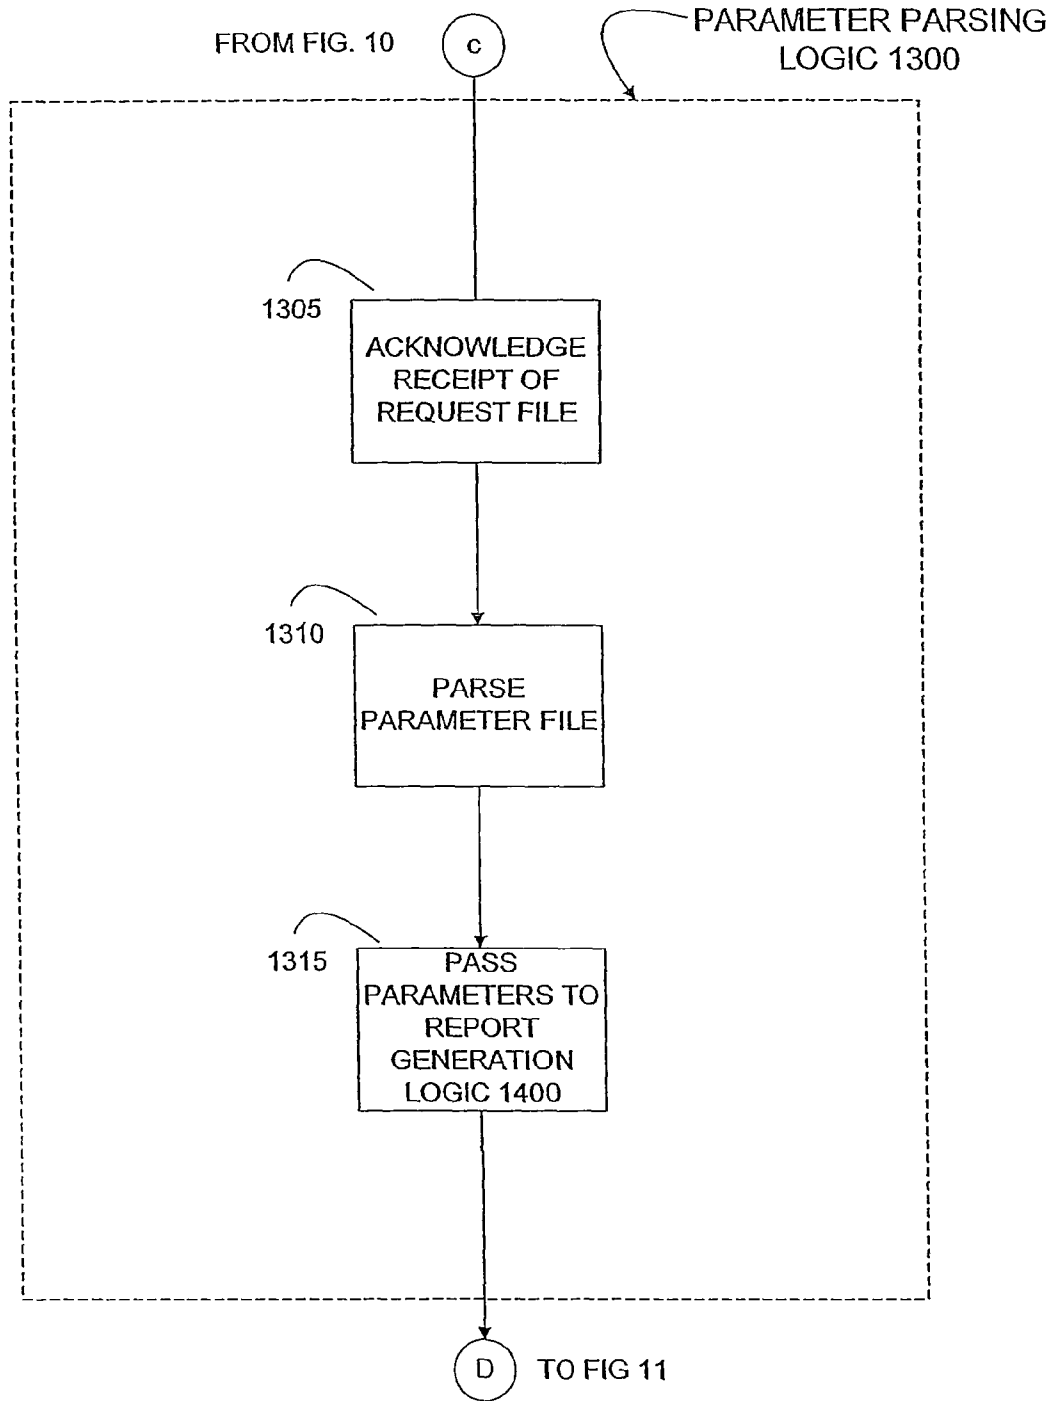 FROM FIG. 10
C
PARAMETER PARSING
LOGIC 1300
1305
ACKNOWLEDGE
RECEIPT OF
REQUEST FILE
1310
PARSE
PARAMETER FILE
1315
PASS
PARAMETERS TO
REPORT
GENERATION
LOGIC 1400
D
TO FIG 11